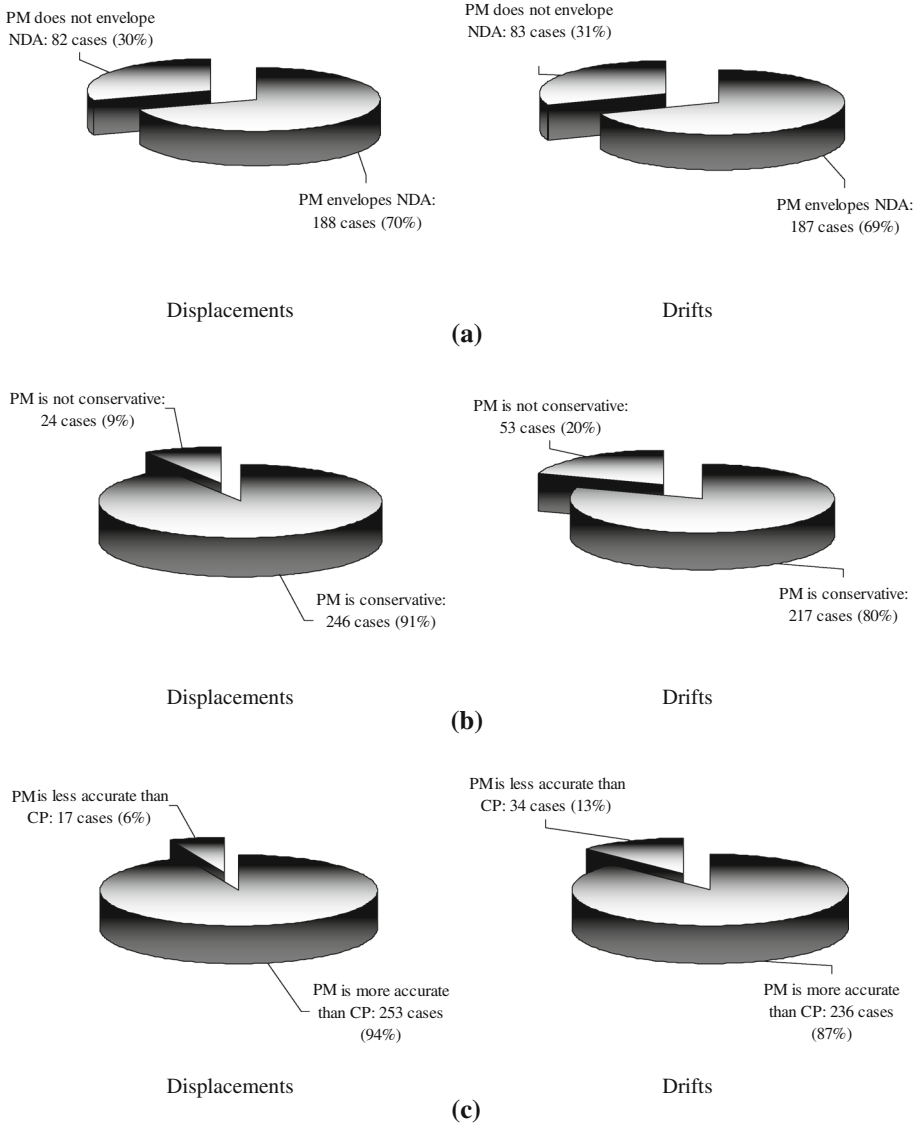 PM does not envelope
NDA: 82 cases (30%)
PM envelopes NDA:
188 cases (70%)
Displacements
PM does not envelope
NDA: 83 cases (31%)
PM envelopes NDA:
187 cases (69%)
Drifts
(a)
PM is not conservative:
24 cases (9%)
PM is conservative:
246 cases (91%)
Displacements
PM is not conservative:
53 cases (20%)
PM is conservative:
217 cases (80%)
Drifts
(b)
PM is less accurate than
CP: 17 cases (6%)
PM is more accurate
than CP: 253 cases
(94%)
Displacements
PM is less accurate than
CP: 34 cases (13%)
PM is more accurate
than CP: 236 cases
(87%)
Drifts
(c)